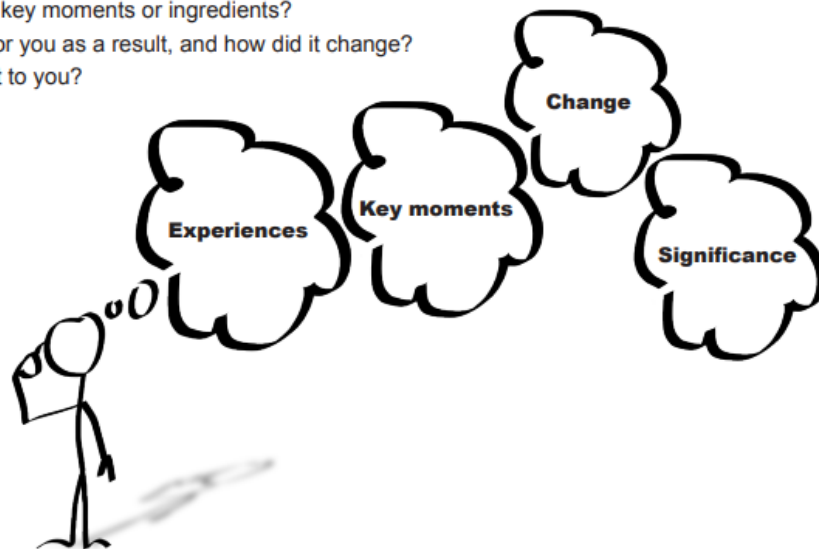 key moments or ingredients?
or you as a result, and how did it change?
to you?
Change
Key moments
Experiences
Significance